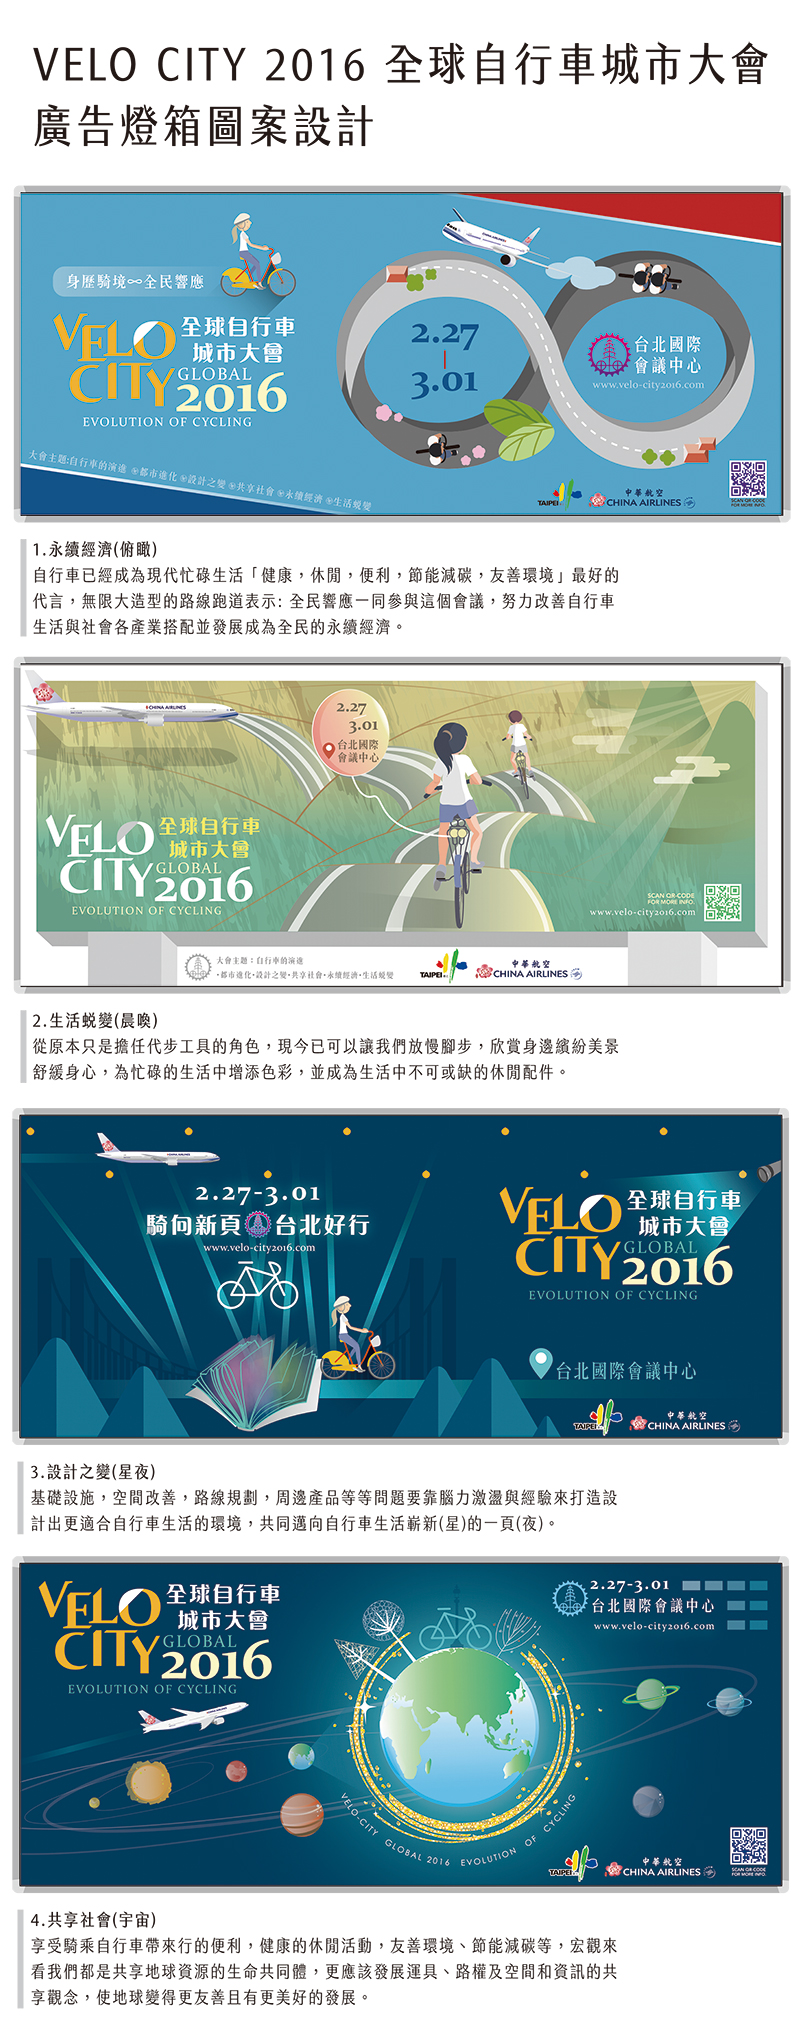 VELO CITY 2016 全球自行車城市大會
廣告燈箱圖案設計
身歷騎境∞全民響應
VELO CITY
全球自行車
城市大會
GLOBAL
2016
EVOLUTION OF CYCLING
大會主題:自行車的演進 ※都市進化※設計之變※共享社會※永續經濟※生活蛻變
CHINA AIRLINES
2.27
3.01
台北國際
會議中心
www.velo-city2016.com
TAIPEI
中華航空
CHINA AIRLINES
SCAN QR-CODE
FOR MORE INFO.
1.永續經濟(俯瞰)
自行車已經成為現代忙碌生活「健康,休閒,便利,節能減碳,友善環境」最好的
代言,無限大造型的路線跑道表示: 全民響應一同參與這個會議,努力改善自行車
生活與社會各產業搭配並發展成為全民的永續經濟。
CHINA AIRLINES
2.27
3.01
台北國際
會議中心
VELO CITY
全球自行車
城市大會
GLOBAL
2016
EVOLUTION OF CYCLING
SCAN QR-CODE
FOR MORE INFO.
www.velo-city2016.com
大會主題:自行車的演進
•都市進化•設計之變•共享社會•永續經濟•生活蛻變
TAIPEI
中華航空
CHINA AIRLINES
2.生活蛻變(晨喚)
從原本只是擔任代步工具的角色,現今已可以讓我們放慢腳步,欣賞身邊繽紛美景
舒緩身心,為忙碌的生活中增添色彩,並成為生活中不可或缺的休閒配件。
2.27-3.01
騎向新頁 台北好行
www.velo-city2016.com
VELO CITY
全球自行車
城市大會
GLOBAL
2016
EVOLUTION OF CYCLING
台北國際會議中心
TAIPEI
中華航空
CHINA AIRLINES
3.設計之變(星夜)
基礎設施,空間改善,路線規劃,周邊產品等等問題要靠腦力激盪與經驗來打造設
計出更適合自行車生活的環境,共同邁向自行車生活嶄新(星)的一頁(夜)。
VELO CITY
全球自行車
城市大會
GLOBAL
2016
EVOLUTION OF CYCLING
2.27-3.01
台北國際會議中心
www.velo-city2016.com
VELO-CITY GLOBAL 2016 EVOLUTION OF CYCLING
TAIPEI
中華航空
CHINA AIRLINES
SCAN QR-CODE
FOR MORE INFO.
4.共享社會(宇宙)
享受騎乘自行車帶來行的便利,健康的休閒活動,友善環境、節能減碳等,宏觀來
看我們都是共享地球資源的生命共同體,更應該發展運具、路權及空間和資訊的共
享觀念,使地球變得更友善且有更美好的發展。